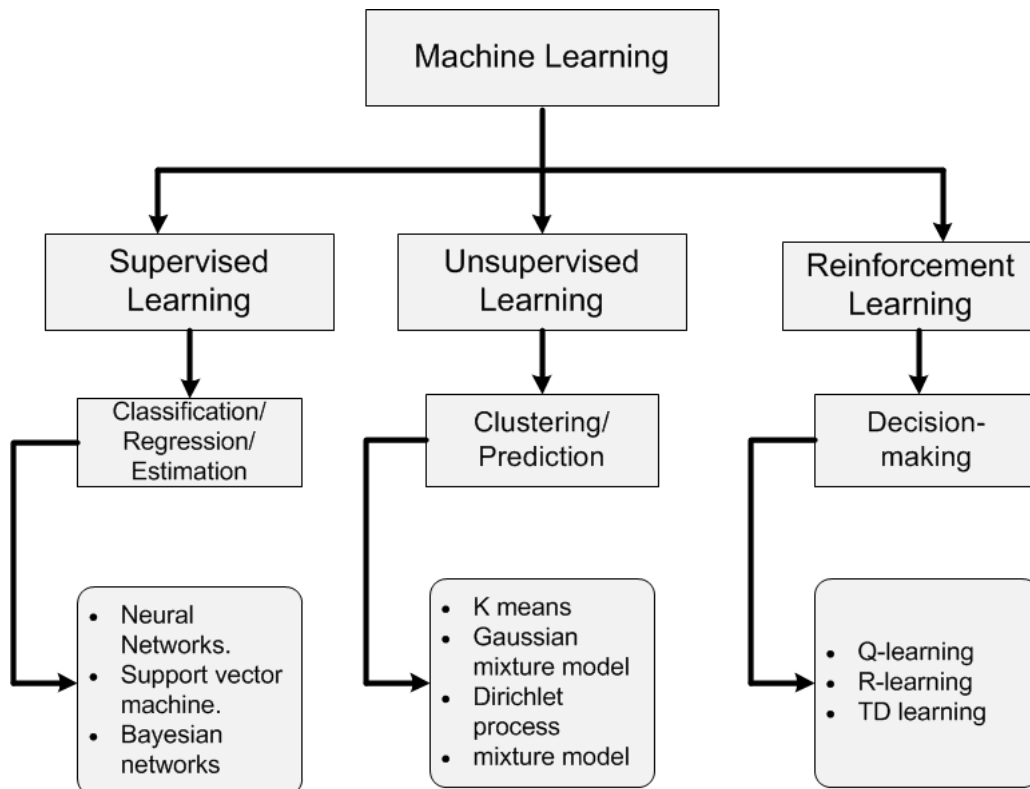 Machine Learning
Supervised
Learning
Unsupervised
Learning
Reinforcement
Learning
Classification/
Regression/
Estimation
Clustering/
Prediction
Decision-
making
• Neural
Networks.
• Support vector
machine.
• Bayesian
networks
• K means
• Gaussian
mixture model
• Dirichlet
process
• mixture model
• Q-learning
• R-learning
• TD learning